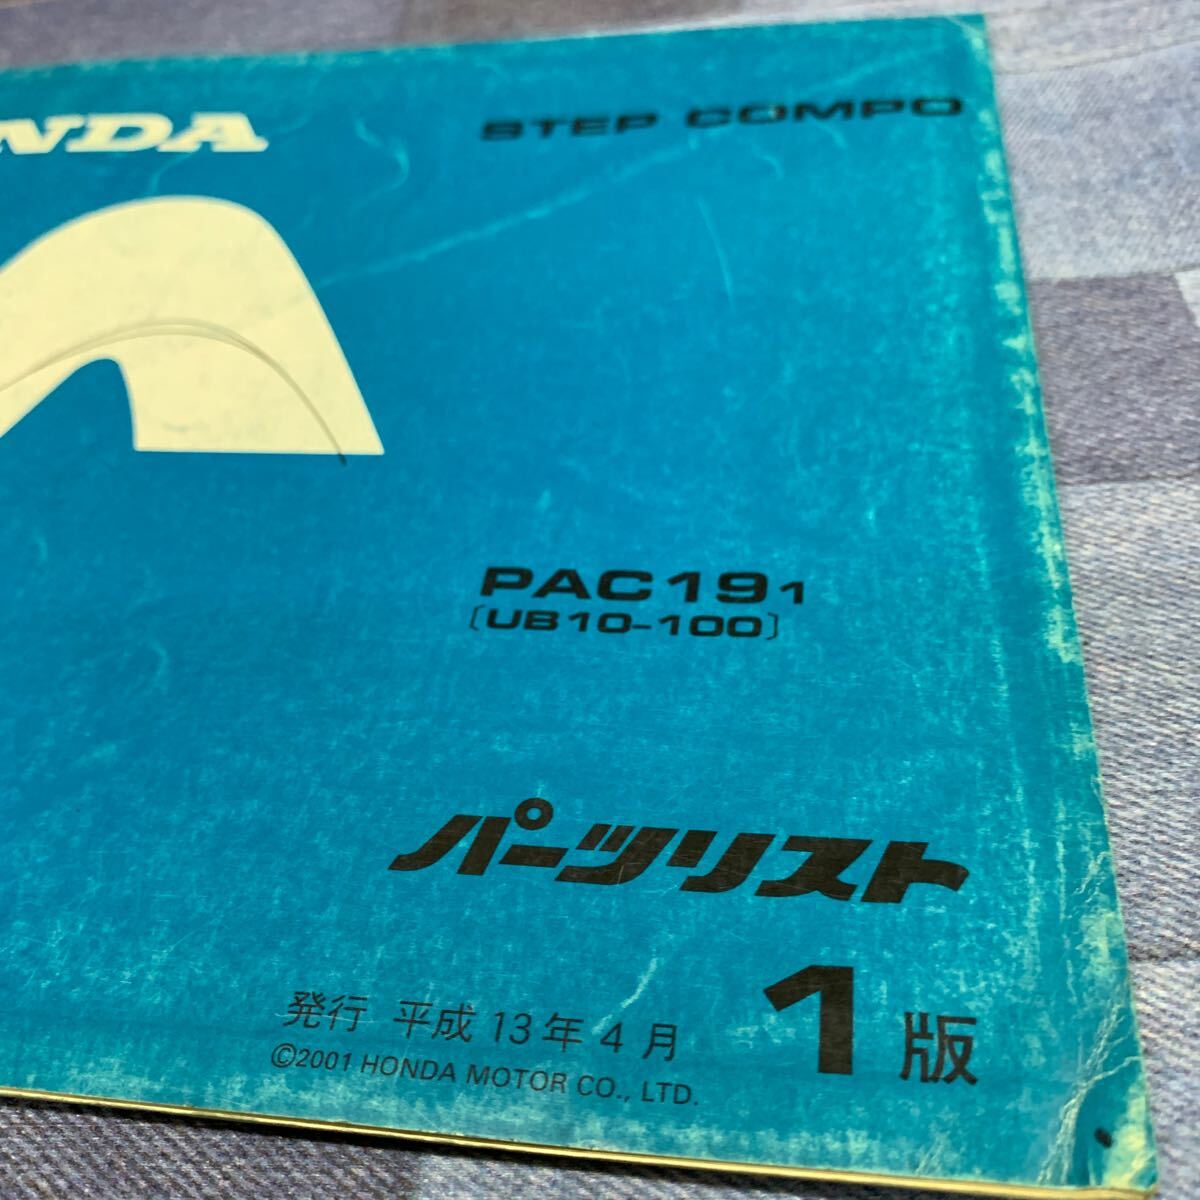 NDA
STEP COMPO
PAC191
[UB10-100]
パーツリスト
1版
発行 平成13年4月
©2001 HONDA MOTOR CO., LTD.